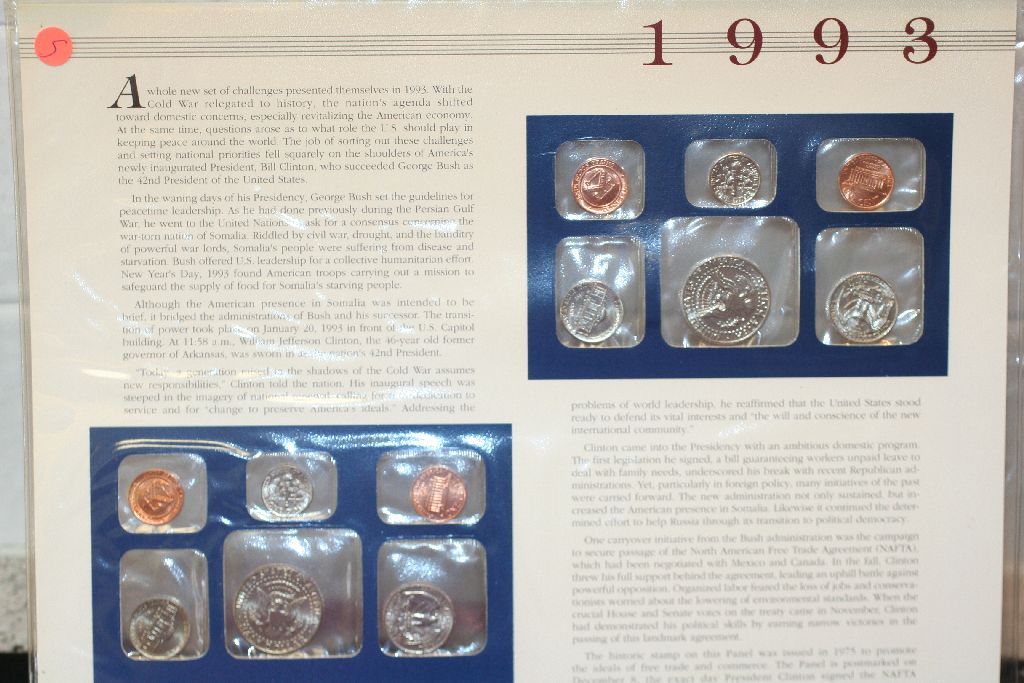 5
1993
A whole new set of challenges presented themselves in 1993. With the
Cold War relegated to history, the nation's agenda shifted
toward domestic concerns, especially revitalizing the American economy.
At the same time, questions arose as to what role the U.S. should play in
keeping peace around the world. The job of sorting out these challenges
and setting national priorities fell squarely on the shoulders of America's
newly inaugurated President, Bill Clinton, who succeeded George Bush as
the 42nd President of the United States.
In the waning days of his Presidency, George Bush set the guidelines for
peacetime leadership. As he had done previously during the Persian Gulf
War, he went to the United Nations to ask for a consensus concerning the
war-torn nation of Somalia. Riddled by civil war, drought, and the banditry
of powerful war lords, Somalia's people were suffering from disease and
starvation. Bush offered U.S. leadership for a collective humanitarian effort.
New Year's Day, 1993 found American troops carrying out a mission to
safeguard the supply of food for Somalia's starving people.
Although the American presence in Somalia was intended to be
brief, it bridged the administrations of Bush and his successor. The transi-
tion of power took place on January 20, 1993 in front of the U.S. Capitol
building. At 11:58 a.m., William Jefferson Clinton, the 46-year old former
governor of Arkansas, was sworn in as the nation's 42nd President.
"Today, a generation raised in the shadows of the Cold War assumes
new responsibilities," Clinton told the nation. His inaugural speech was
steeped in the imagery of national renewal, calling for a rededication to
service and for "change to preserve America's ideals." Addressing the
problems of world leadership, he reaffirmed that the United States stood
ready to defend its vital interests and "the will and conscience of the new
international community."
Clinton came into the Presidency with an ambitious domestic program.
The first legislation he signed, a bill guaranteeing workers unpaid leave to
deal with family needs, underscored his break with recent Republican ad-
ministrations. Yet, particularly in foreign policy, many initiatives of the past
were carried forward. The new administration not only sustained, but in-
creased the American presence in Somalia. Likewise it continued the deter-
mined effort to help Russia through its transition to political democracy.
One carryover initiative from the Bush administration was the campaign
to secure passage of the North American Free Trade Agreement (NAFTA),
which had been negotiated with Mexico and Canada. In the fall, Clinton
threw his full support behind the agreement, leading an uphill battle against
powerful opposition. Organized labor feared the loss of jobs and conserva-
tionists worried about the lowering of environmental standards. When the
crucial House and Senate votes on the treaty came in November, Clinton
had demonstrated his political skills by earning narrow victories in the
passing of this landmark agreement.
The historic stamp on this Panel was issued in 1975 to promote
the ideals of free trade and commerce. The Panel is postmarked on
December 8, the exact day President Clinton signed the NAFTA